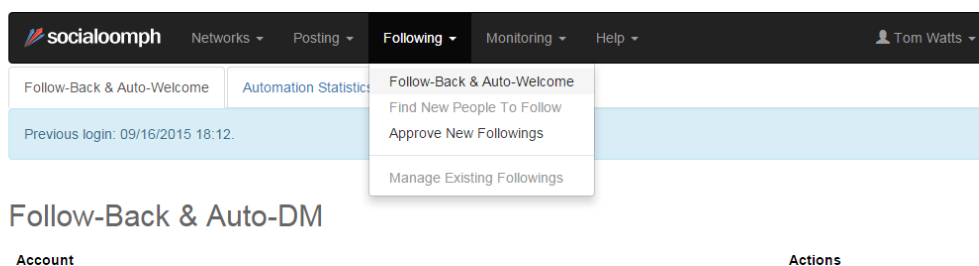 socialoomph Networks Posting Following Monitoring Help Tom Watts
Follow-Back & Auto-Welcome Automation Statistics
Follow-Back & Auto-Welcome
Find New People To Follow
Approve New Followings
Manage Existing Followings
Previous login: 09/16/2015 18:12.
Follow-Back & Auto-DM
Account Actions